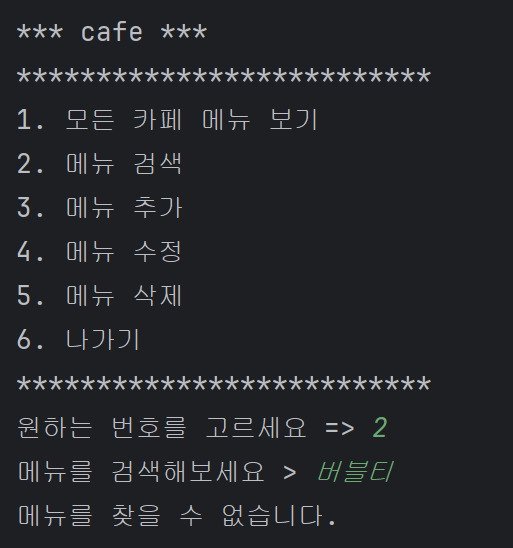 *** cafe ***
**************************
1. 모든 카페 메뉴 보기
2. 메뉴 검색
3. 메뉴 추가
4. 메뉴 수정
5. 메뉴 삭제
6. 나가기
**************************
원하는 번호를 고르세요 => 2
메뉴를 검색해보세요 > 버블티
메뉴를 찾을 수 없습니다.